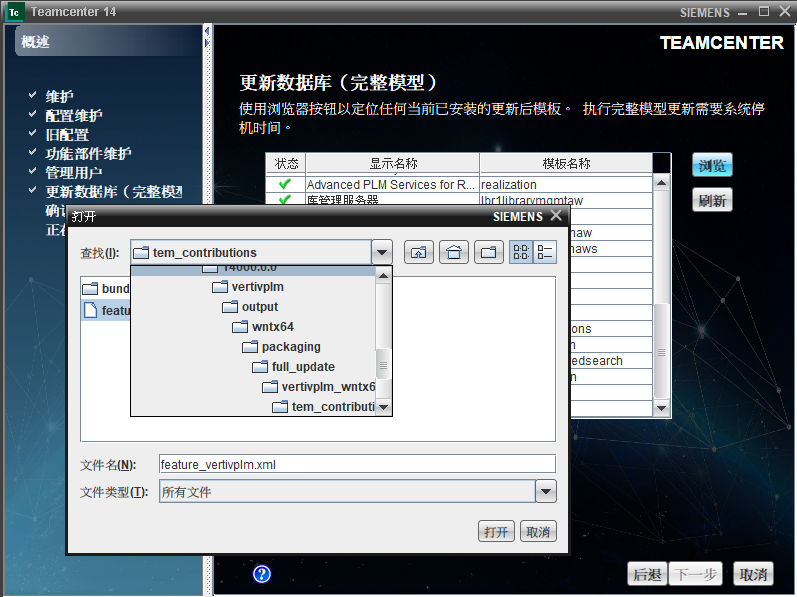 Teamcenter 14
SIEMENS
概述
TEAMCENTER
维护
配置维护
旧配置
功能部件维护
管理用户
更新数据库（完整模型
更新数据库（完整模型）
使用浏览器按钮以定位任何当前已安装的更新后模板。 执行完整模型更新需要系统停
机时间。
状态 显示名称 模板名称
Advanced PLM Services for R... realization
库管理服务器 lbr1librarymgmtaw
浏览
刷新
打开 SIEMENS
查找(I): tem_contributions
14000.0.0
vertivplm
output
wntx64
packaging
full_update
vertivplm_wntx6
tem_contributi
bund
featu
naws
ons
edsearch
文件名(N): feature_vertivplm.xml
文件类型(T): 所有文件
打开 取消
后退 下一步 取消